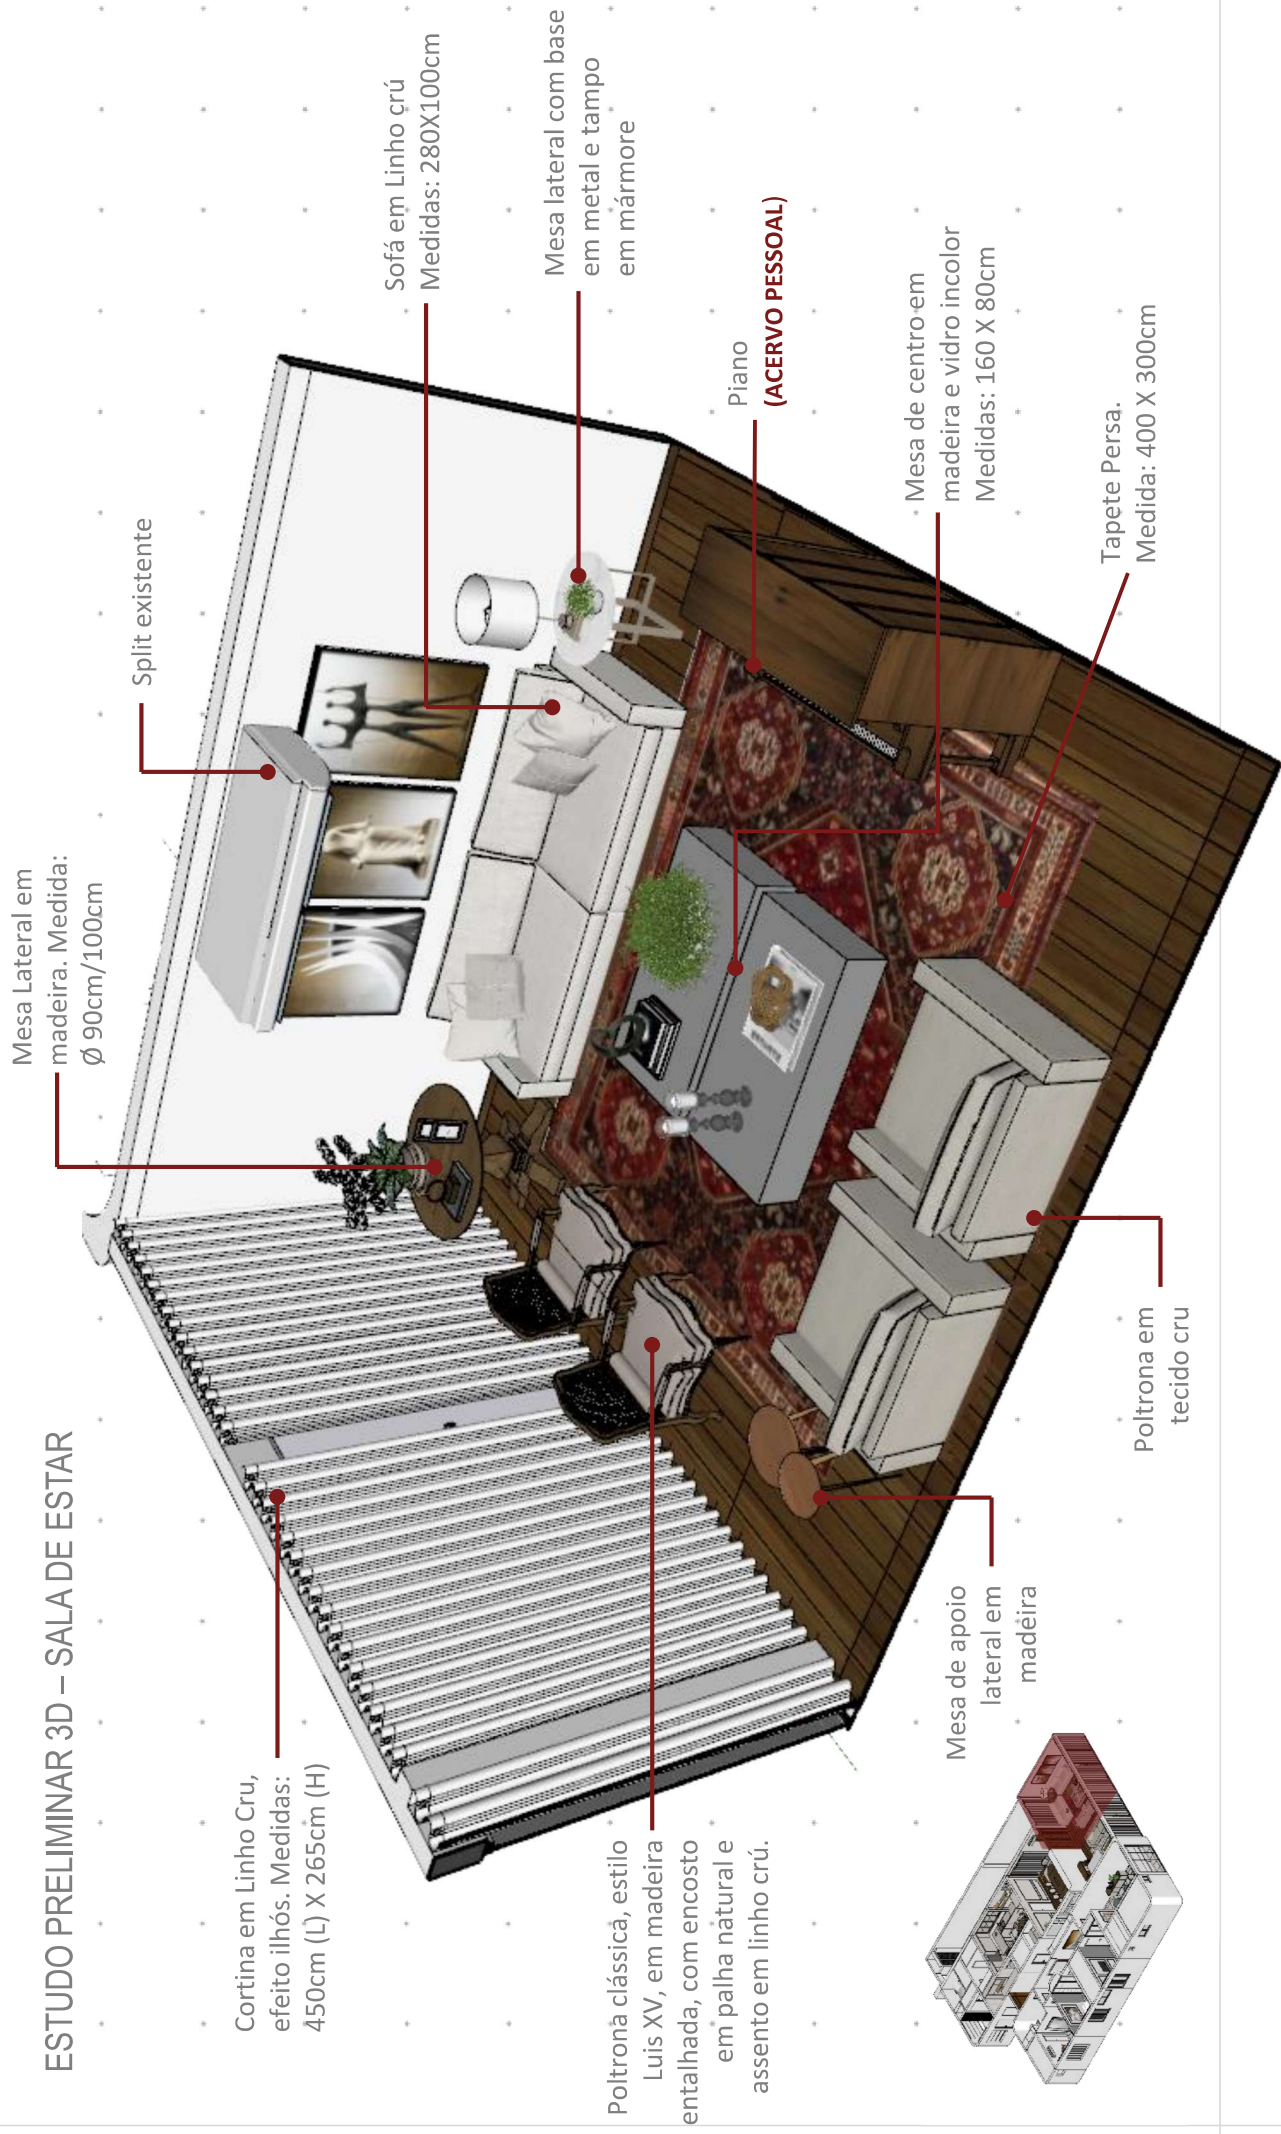 ESTUDO PRELIMINAR 3D – SALA DE ESTAR
Mesa Lateral em
madeira. Medida:
Ø 90cm/100cm
Split existente
Cortina em Linho Cru,
efeito ilhós. Medidas:
450cm (L) X 265cm (H)
Sofá em Linho crú
Medidas: 280X100cm
Mesa lateral com base
em metal e tampo
em mármore
Poltrona clássica, estilo
Luis XV, em madeira
entalhada, com encosto
em palha natural e
assento em linho crú.
Piano
(ACERVO PESSOAL)
Mesa de centro em
madeira e vidro incolor
Medidas: 160 X 80cm
Mesa de apoio
lateral em
madeira
Poltrona em
tecido cru
Tapete Persa.
Medida: 400 X 300cm